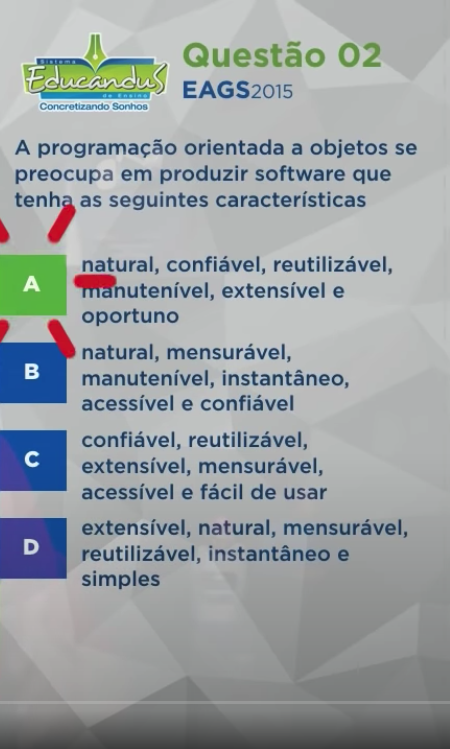 Sistema
Educandus
de Ensino
Concretizando Sonhos
Questão 02
EAGS2015
A programação orientada a objetos se
preocupa em produzir software que
tenha as seguintes características
A
natural, confiável, reutilizável,
manutenível, extensível e
oportuno
B
natural, mensurável,
manutenível, instantâneo,
acessível e confiável
C
confiável, reutilizável,
extensível, mensurável,
acessível e fácil de usar
D
extensível, natural, mensurável,
reutilizável, instantâneo e
simples